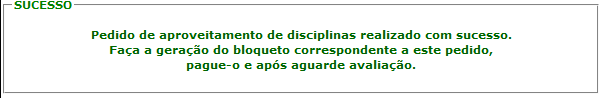 SUCESSO
Pedido de aproveitamento de disciplinas realizado com sucesso.
Faça a geração do bloqueto correspondente a este pedido,
pague-o e após aguarde avaliação.